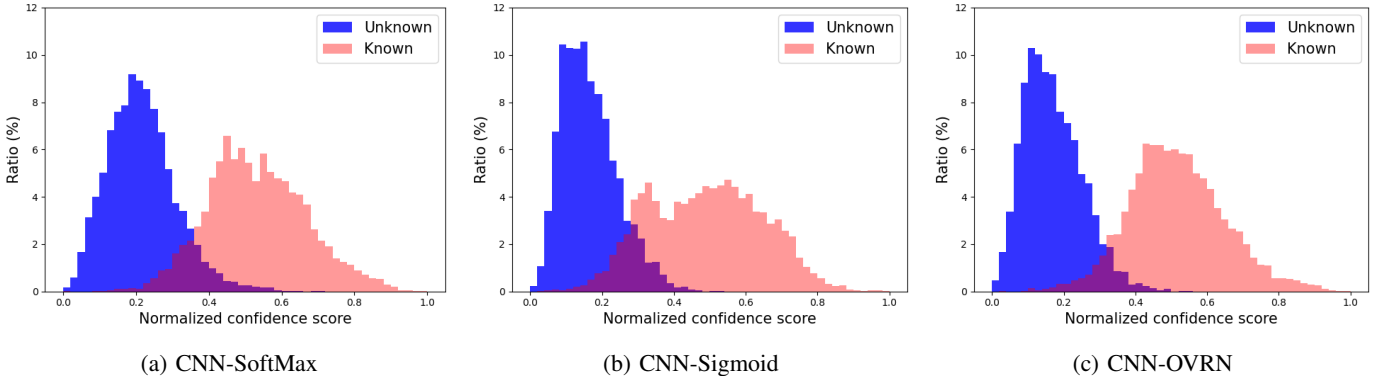 12
10
8
6
4
2
0
Ratio (%)
0.0 0.2 0.4 0.6 0.8 1.0
Normalized confidence score
Unknown
Known
(a) CNN-SoftMax
12
10
8
6
4
2
0
Ratio (%)
0.0 0.2 0.4 0.6 0.8 1.0
Normalized confidence score
Unknown
Known
(b) CNN-Sigmoid
12
10
8
6
4
2
0
Ratio (%)
0.0 0.2 0.4 0.6 0.8 1.0
Normalized confidence score
Unknown
Known
(c) CNN-OVRN